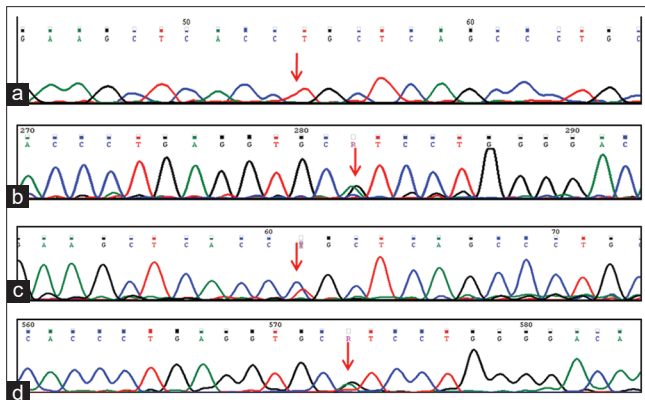 50 60
G A A G C T C A C C T G C T C A G C C C T G C
a
270 280 290
A C C C T G A G G T G C R T C C T G G G G A C
b
60 70
G A A G C T C A C C G C T C A G C C C T G
c
560 570 580
C A C C C T G A G G T G C R T C C T G G G G A C A
d